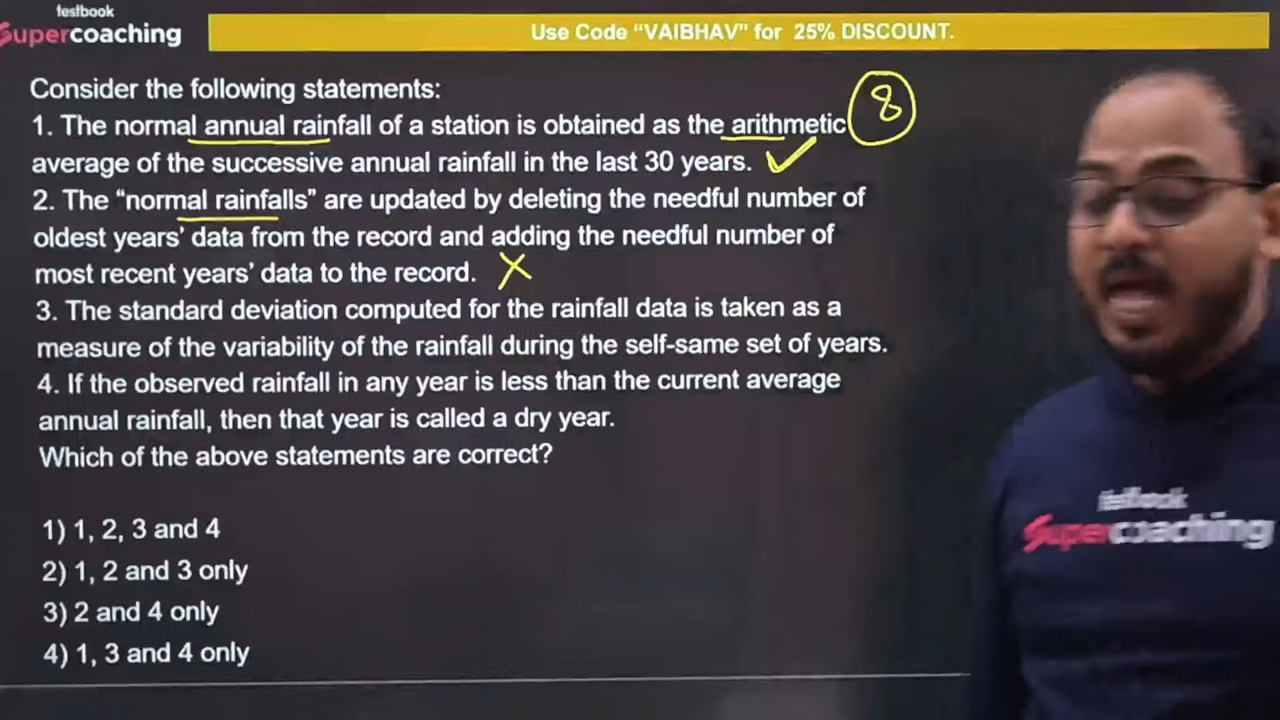 testbook
Supercoaching
Use Code “VAIBHAV” for 25% DISCOUNT.
Consider the following statements:
8
1. The normal annual rainfall of a station is obtained as the arithmetic
average of the successive annual rainfall in the last 30 years.
2. The “normal rainfalls” are updated by deleting the needful number of
oldest years’ data from the record and adding the needful number of
most recent years’ data to the record.
3. The standard deviation computed for the rainfall data is taken as a
measure of the variability of the rainfall during the self-same set of years.
4. If the observed rainfall in any year is less than the current average
annual rainfall, then that year is called a dry year.
Which of the above statements are correct?
1) 1, 2, 3 and 4
2) 1, 2 and 3 only
3) 2 and 4 only
4) 1, 3 and 4 only
testbook
Supercoaching